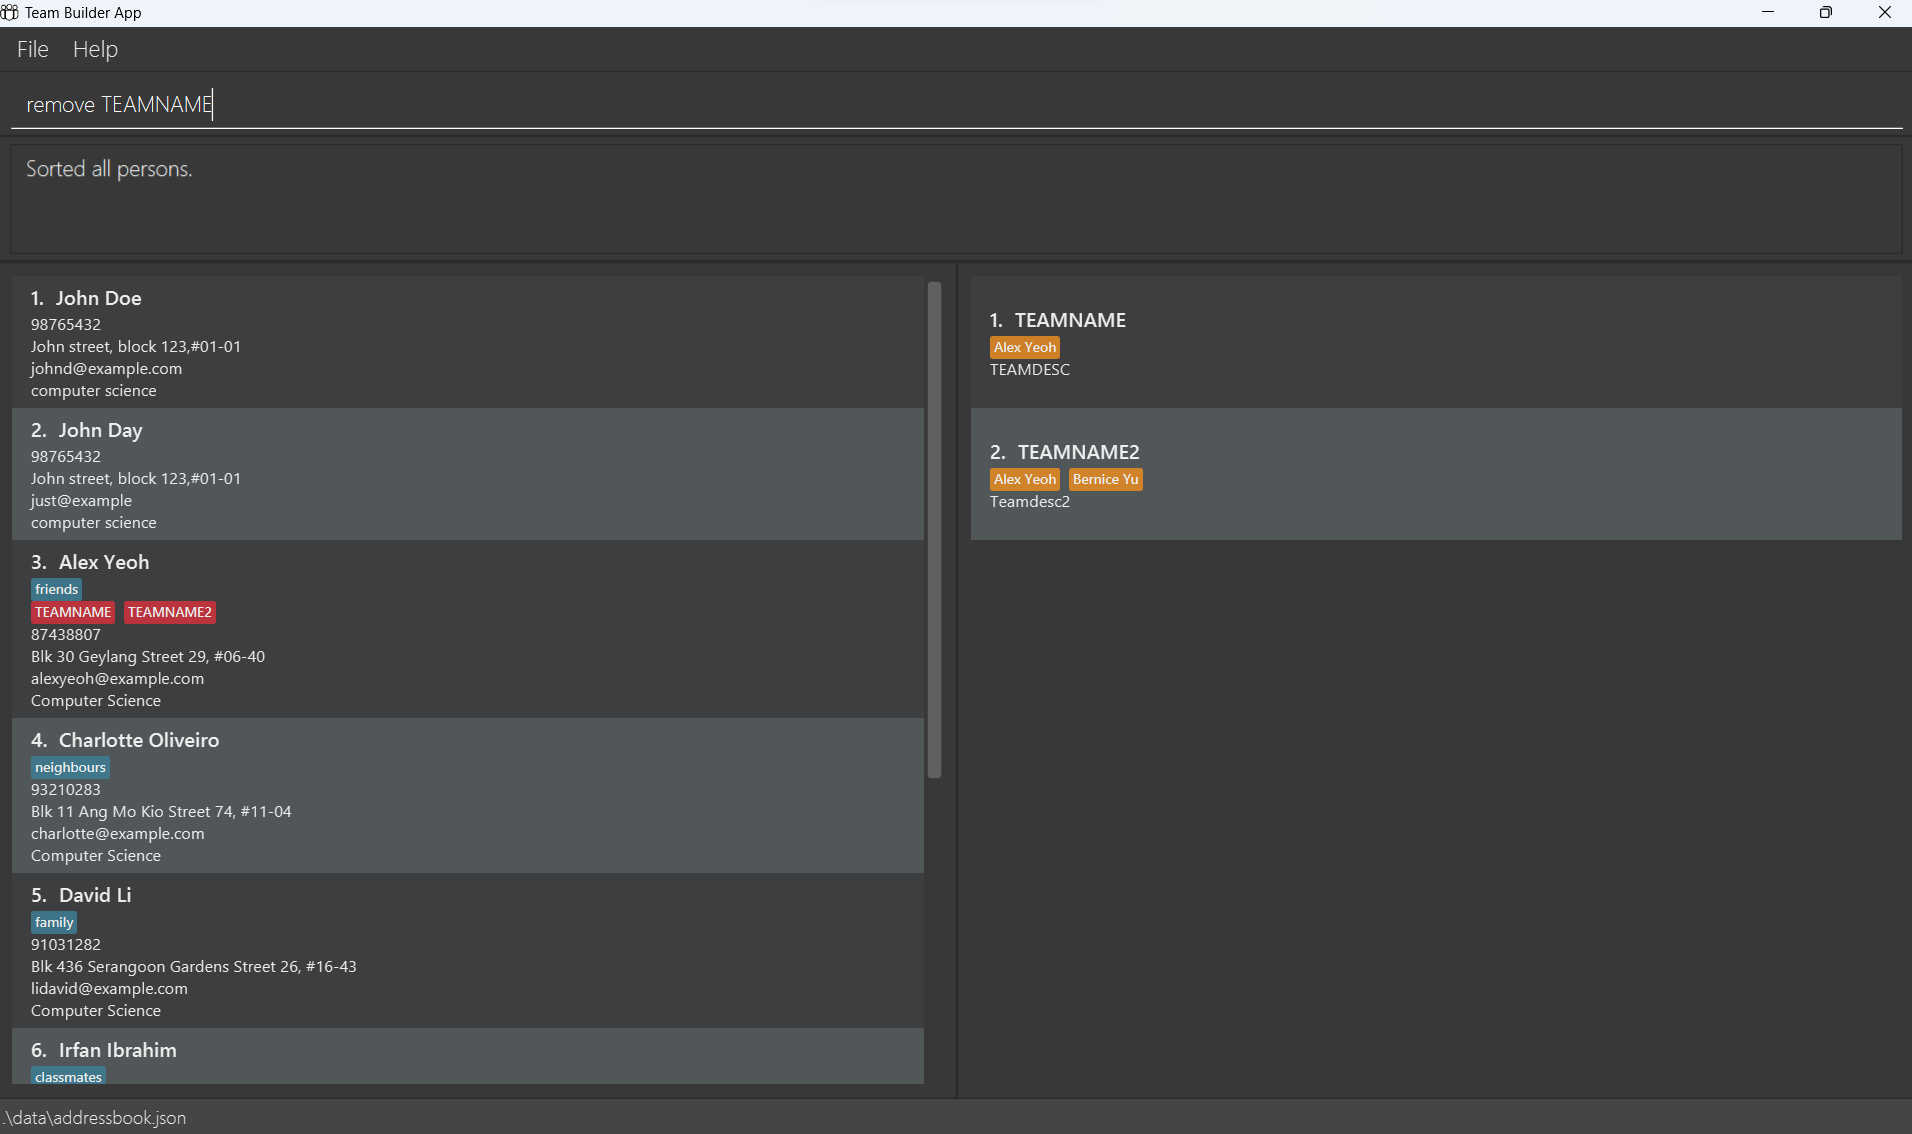 Team Builder App
File Help
remove TEAMNAME
Sorted all persons.
1. John Doe
98765432
John street, block 123,#01-01
johnd@example.com
computer science
2. John Day
98765432
John street, block 123,#01-01
just@example
computer science
3. Alex Yeoh
friends
TEAMNAME TEAMNAME2
87438807
Blk 30 Geylang Street 29, #06-40
alexyeoh@example.com
Computer Science
4. Charlotte Oliveiro
neighbours
93210283
Blk 11 Ang Mo Kio Street 74, #11-04
charlotte@example.com
Computer Science
5. David Li
family
91031282
Blk 436 Serangoon Gardens Street 26, #16-43
lidavid@example.com
Computer Science
6. Irfan Ibrahim
classmates
1. TEAMNAME
Alex Yeoh
TEAMDESC
2. TEAMNAME2
Alex Yeoh Bernice Yu
Teamdesc2
.\data\addressbook.json